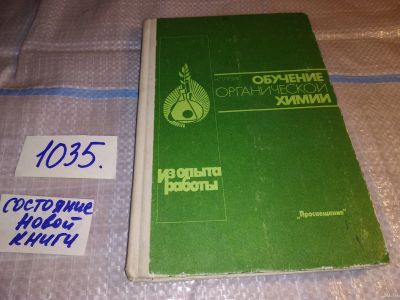 ОБУЧЕНИЕ
ОРГАНИЧЕСКОЙ
ХИМИИ
1035.
из опыта
работы
состояние
новой
книги
„Просвещение"